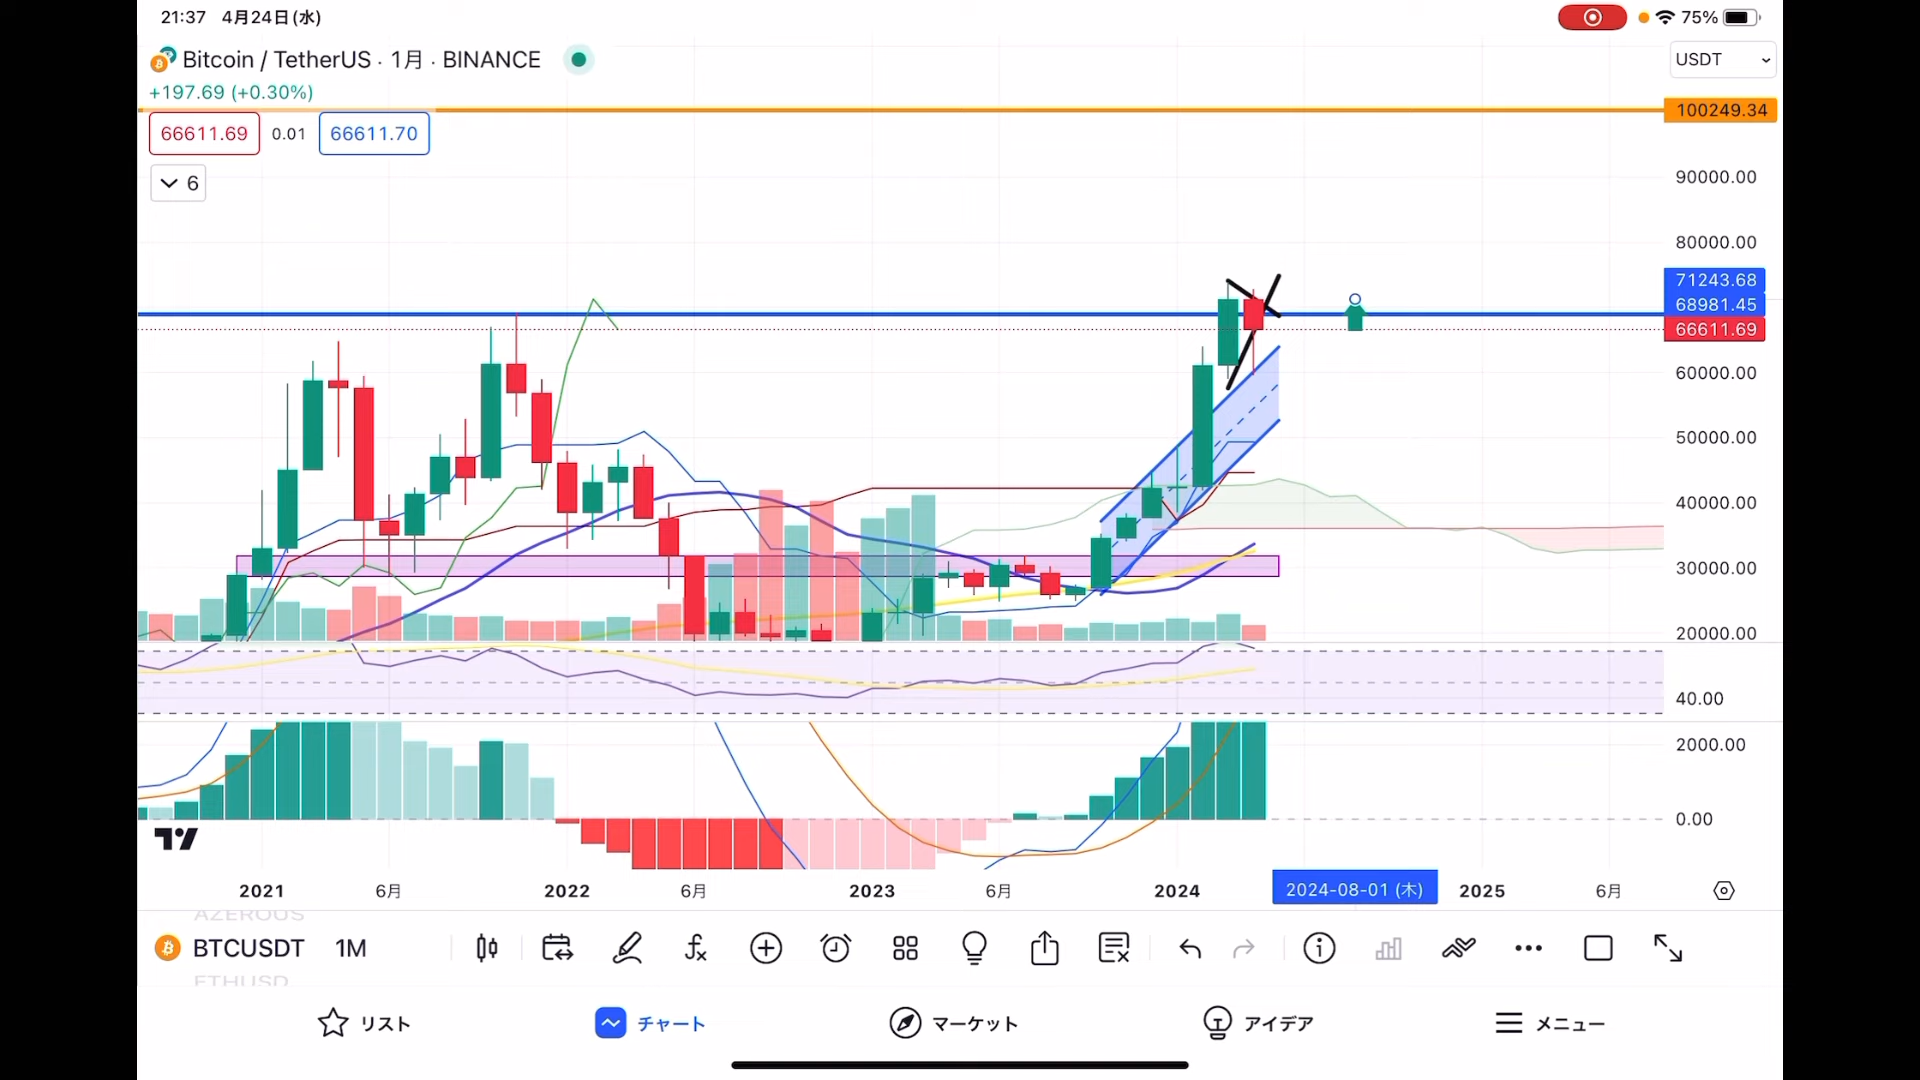 21:37 4月24日(水)
75%
Bitcoin / TetherUS · 1月 · BINANCE
USDT
+197.69 (+0.30%)
100249.34
66611.69 0.01 66611.70
90000.00
6
80000.00
71243.68
68981.45
66611.69
60000.00
50000.00
40000.00
30000.00
20000.00
40.00
2000.00
0.00
2021 6月 2022 6月 2023 6月 2024 2024-08-01 (木) 2025 6月
AZEROUS
BTCUSDT 1M
ETHUSD
リスト チャート マーケット アイデア メニュー